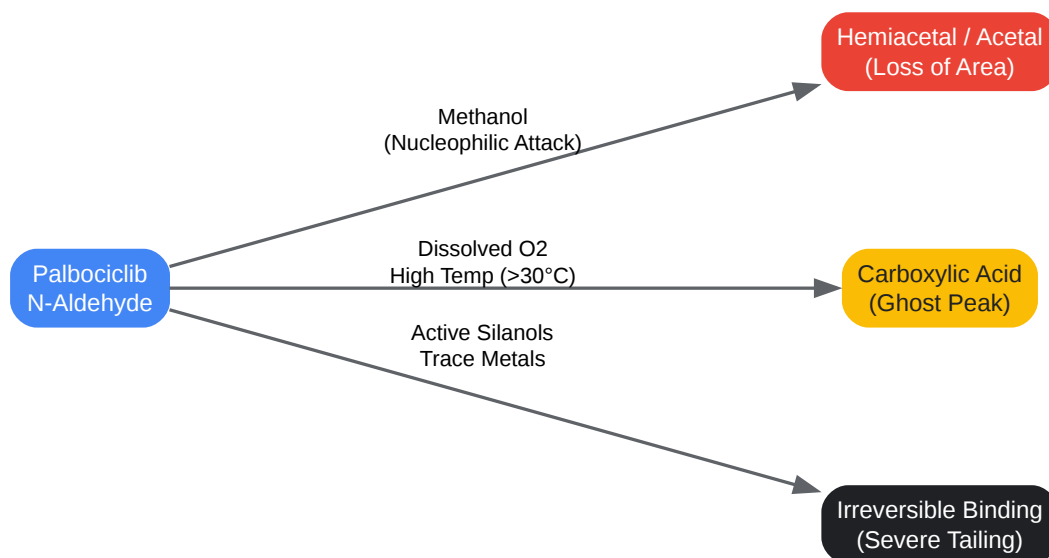 Hemiacetal / Acetal
(Loss of Area)
Methanol
(Nucleophilic Attack)
Palbociclib
N-Aldehyde
Dissolved O2
High Temp (>30°C)
Carboxylic Acid
(Ghost Peak)
Active Silanols
Trace Metals
Irreversible Binding
(Severe Tailing)